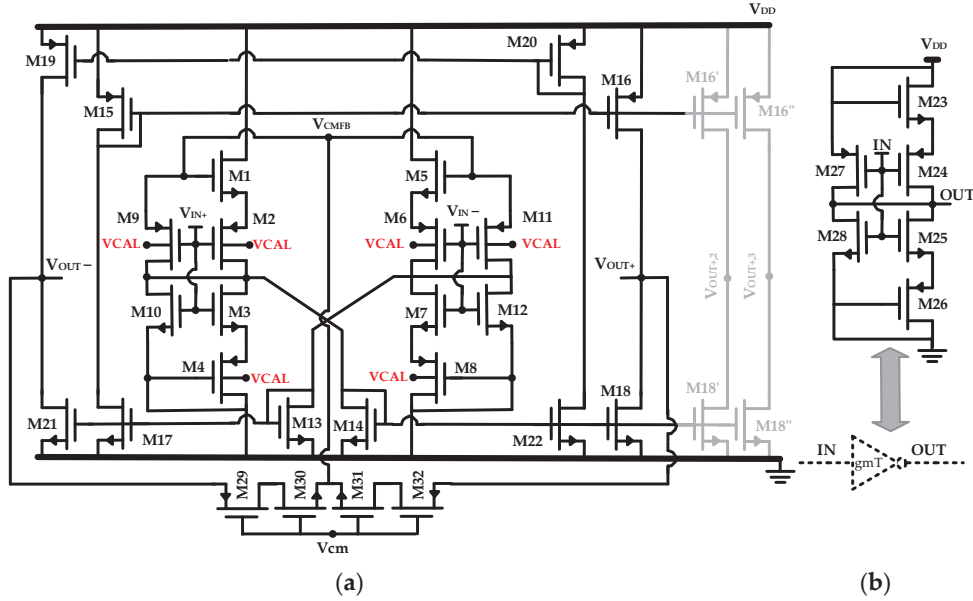 VDD
M19
M20
M15
M16
M16'
M16"
VCMFB
M1
M5
M9
VIN+
M2
M6
VIN−
M11
VCAL
VCAL
VCAL
VCAL
VOUT−
VOUT+
VOUT+,2
VOUT+,3
M10
M3
M7
M12
M4
VCAL
VCAL
M8
M21
M17
M13
M14
M22
M18
M18'
M18"
M29
M30
M31
M32
Vcm
(a)
VDD
M23
IN
M27
M24
OUT
M28
M25
M26
IN
gmT
OUT
(b)